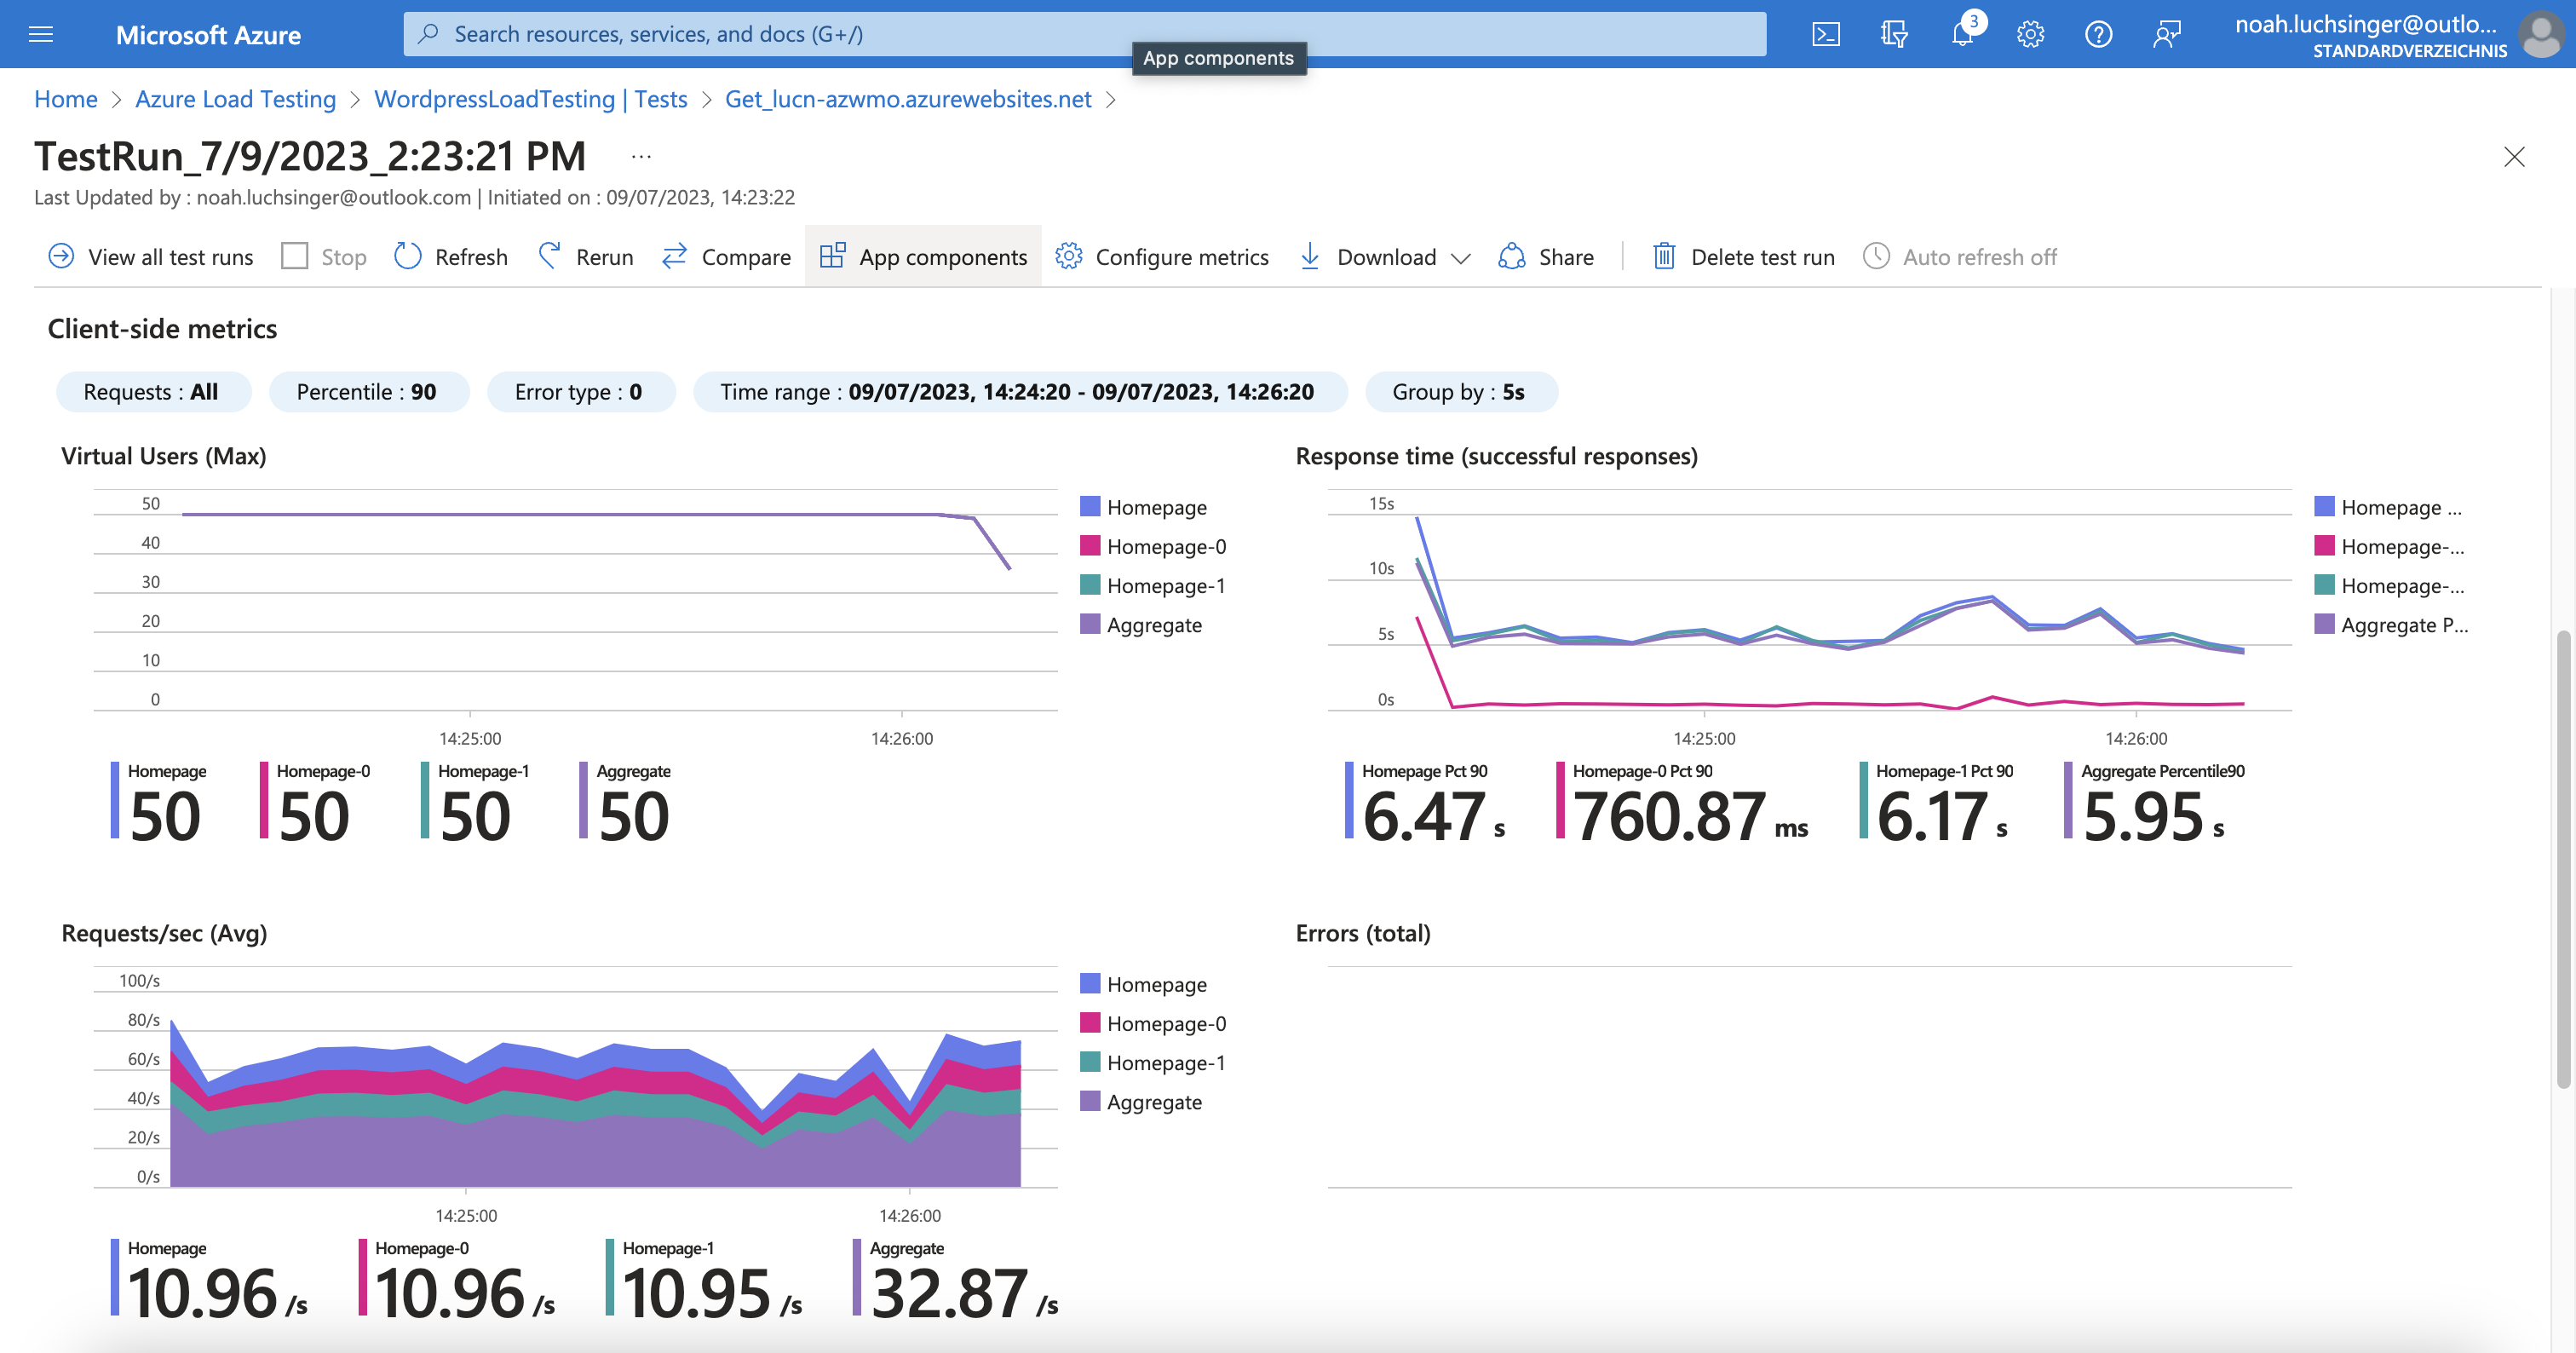 Microsoft Azure
Search resources, services, and docs (G+/)
App components
3
noah.luchsinger@outlo...
STANDARDVERZEICHNIS
Home > Azure Load Testing > WordpressLoadTesting | Tests > Get_lucn-azwmo.azurewebsites.net >
TestRun_7/9/2023_2:23:21 PM ...
Last Updated by : noah.luchsinger@outlook.com | Initiated on : 09/07/2023, 14:23:22
View all test runs Stop Refresh Rerun Compare App components Configure metrics Download Share Delete test run Auto refresh off
Client-side metrics
Requests : All Percentile : 90 Error type : 0 Time range : 09/07/2023, 14:24:20 - 09/07/2023, 14:26:20 Group by : 5s
Virtual Users (Max)
50
40
30
20
10
0
14:25:00 14:26:00
Homepage
Homepage-0
Homepage-1
Aggregate
Homepage Homepage-0 Homepage-1 Aggregate
50 50 50 50
Response time (successful responses)
15s
10s
5s
0s
14:25:00 14:26:00
Homepage ...
Homepage-...
Homepage-...
Aggregate P...
Homepage Pct 90 Homepage-0 Pct 90 Homepage-1 Pct 90 Aggregate Percentile90
6.47 s 760.87 ms 6.17 s 5.95 s
Requests/sec (Avg)
100/s
80/s
60/s
40/s
20/s
0/s
14:25:00 14:26:00
Homepage
Homepage-0
Homepage-1
Aggregate
Homepage Homepage-0 Homepage-1 Aggregate
10.96 /s 10.96 /s 10.95 /s 32.87 /s
Errors (total)